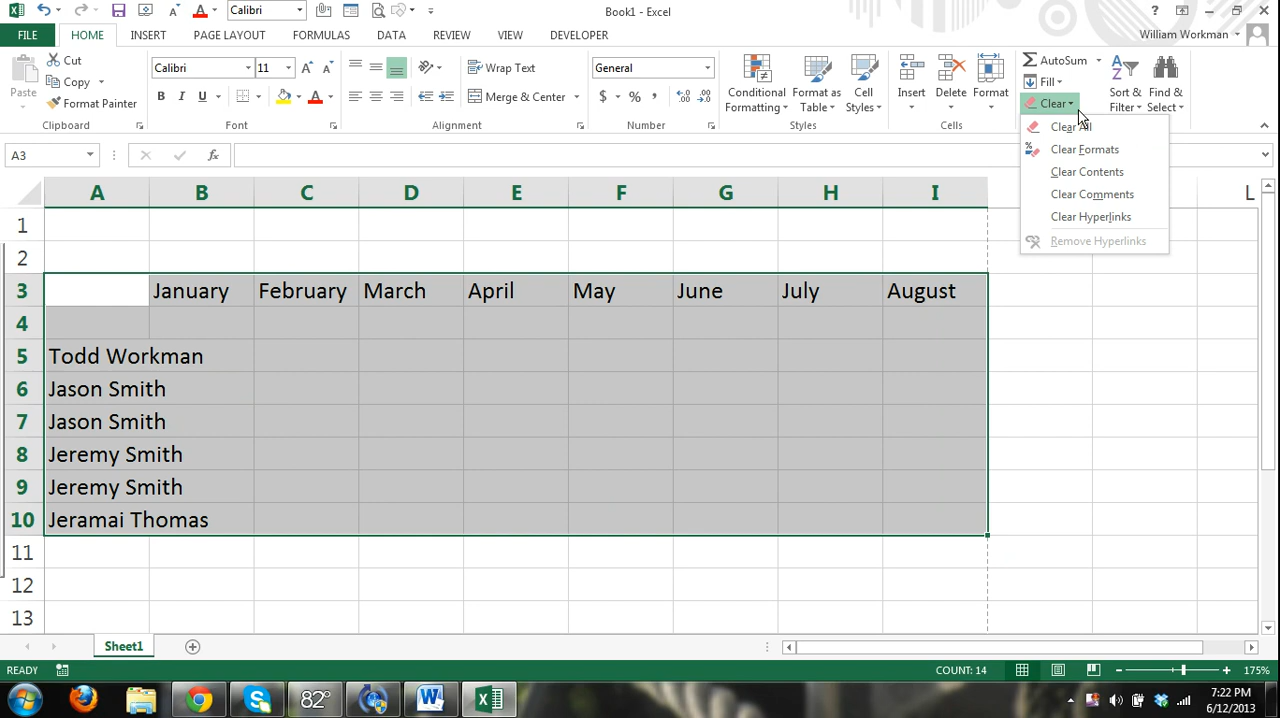 Calibri
Book1 - Excel
?
FILE HOME INSERT PAGE LAYOUT FORMULAS DATA REVIEW VIEW DEVELOPER William Workman
Paste
Cut
Copy
Format Painter
Clipboard
Calibri 11
B I U
Font
Wrap Text
Merge & Center
Alignment
General
$ % ,
Number
Conditional Formatting
Format as Table
Cell Styles
Styles
Insert
Delete
Format
Cells
AutoSum
Fill
Clear
Sort & Filter
Find & Select
Clear All
Clear Formats
Clear Contents
Clear Comments
Clear Hyperlinks
Remove Hyperlinks
A3
fx
A B C D E F G H I L
1
2
3 January February March April May June July August
4
5 Todd Workman
6 Jason Smith
7 Jason Smith
8 Jeremy Smith
9 Jeremy Smith
10 Jeramai Thomas
11
12
13
Sheet1
READY COUNT: 14 175%
82°
7:22 PM
6/12/2013